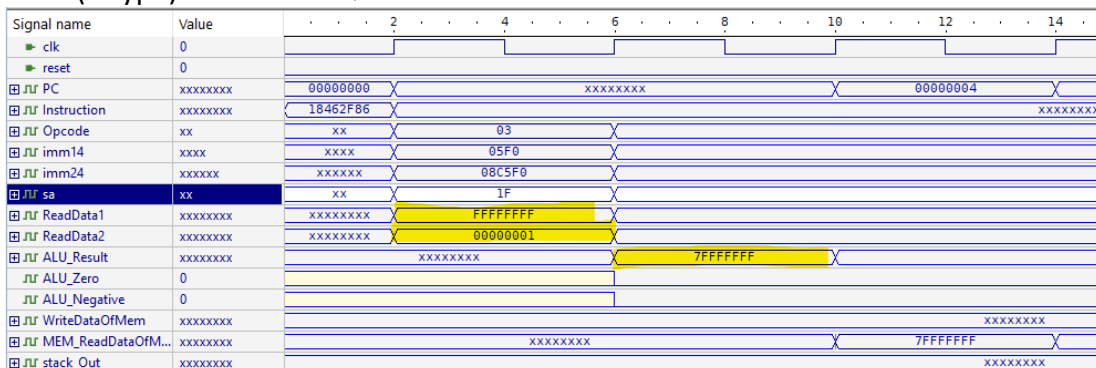 Signal name Value 2 4 6 8 10 12 14
clk 0
reset 0
PC xxxxxxxx 00000000 xxxxxxxx 00000004
Instruction xxxxxxxx 18462F86 xxxxxxxx
Opcode xx xx 03
imm14 xxxx xxxx 05F0
imm24 xxxxxx xxxxxx 08C5F0
sa xx xx 1F
ReadData1 xxxxxxxx xxxxxxxx FFFFFFFF
ReadData2 xxxxxxxx xxxxxxxx 00000001
ALU_Result xxxxxxxx xxxxxxxx 7FFFFFFF
ALU_Zero 0
ALU_Negative 0
WriteDataOfMem xxxxxxxx xxxxxxxx
MEM_ReadDataOfM... xxxxxxxx xxxxxxxx 7FFFFFFF
stack_Out xxxxxxxx xxxxxxxx